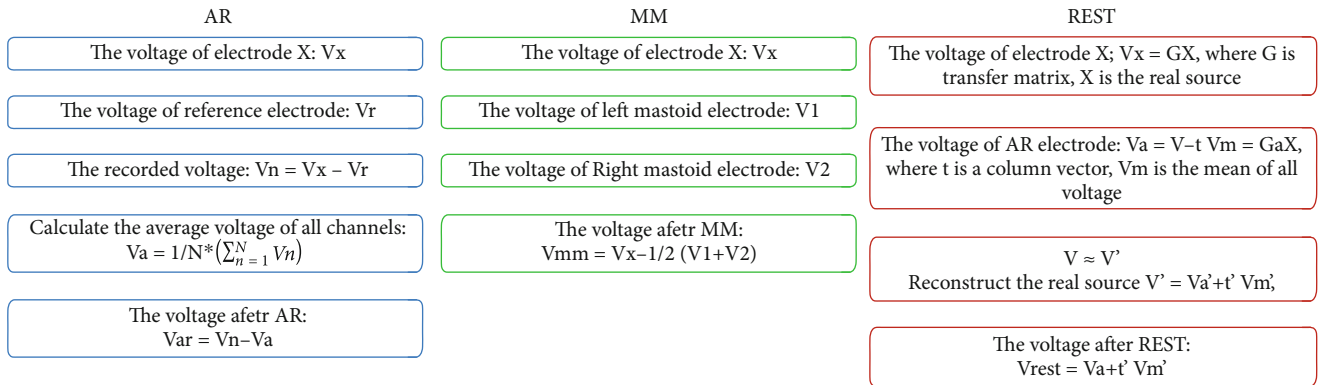 AR
The voltage of electrode X: Vx
The voltage of reference electrode: Vr
The recorded voltage: Vn = Vx – Vr
Calculate the average voltage of all channels:
Va = 1/N*(∑_{n = 1}^{N} Vn)
The voltage afetr AR:
Var = Vn–Va
MM
The voltage of electrode X: Vx
The voltage of left mastoid electrode: V1
The voltage of Right mastoid electrode: V2
The voltage afetr MM:
Vmm = Vx–1/2 (V1+V2)
REST
The voltage of electrode X; Vx = GX, where G is
transfer matrix, X is the real source
The voltage of AR electrode: Va = V–t Vm = GaX,
where t is a column vector, Vm is the mean of all
voltage
V ≈ V’
Reconstruct the real source V’ = Va’+t’ Vm’,
The voltage after REST:
Vrest = Va+t’ Vm’